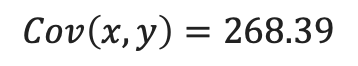 Cov(x, y) = 268.39